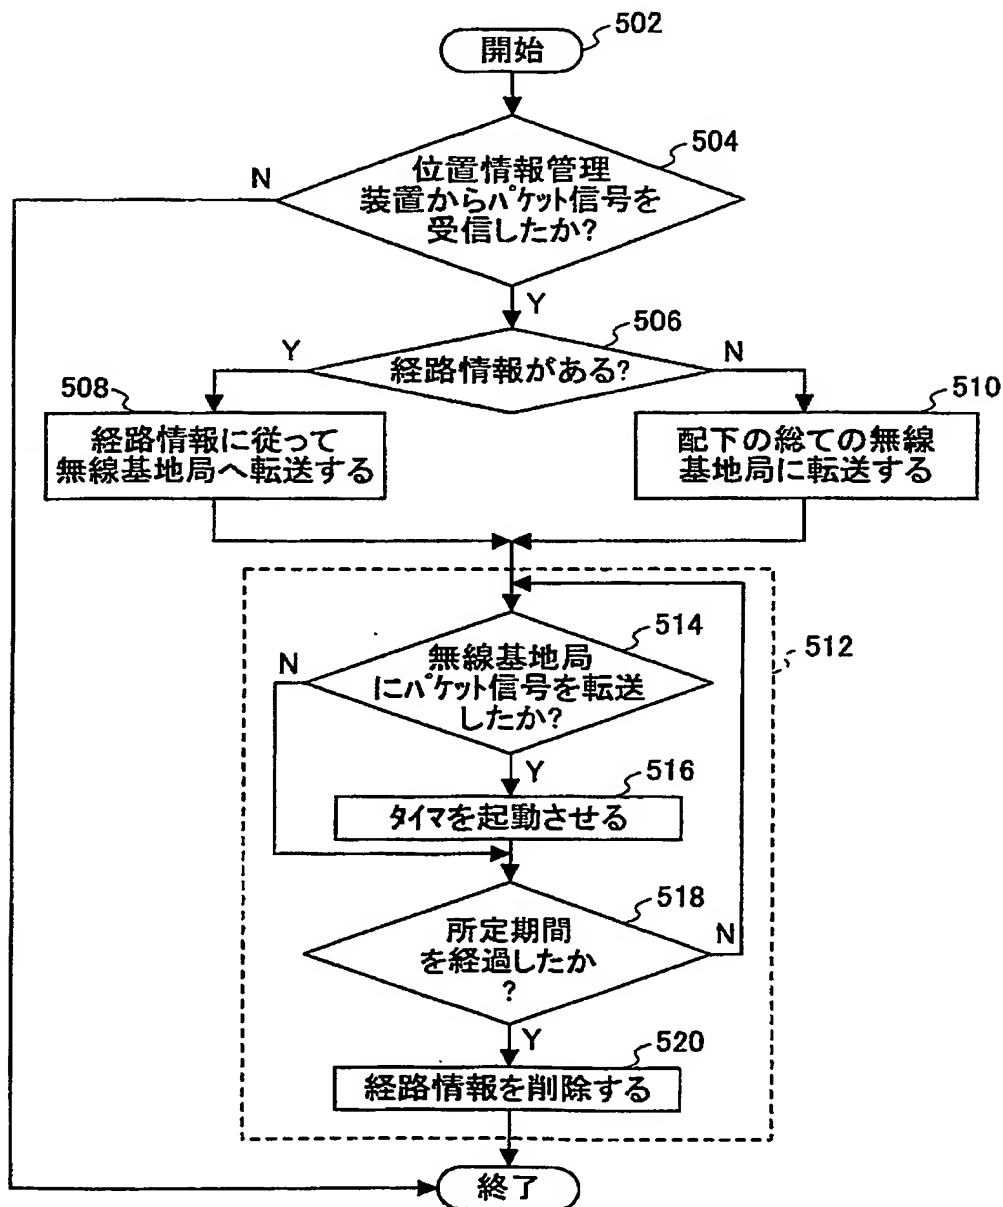 開始
502
位置情報管理
装置からパケット信号を
受信したか?
504
N
Y
経路情報がある?
506
Y
N
508
経路情報に従って
無線基地局へ転送する
510
配下の総ての無線
基地局に転送する
512
無線基地局
にパケット信号を転送
したか?
514
N
Y
516
タイマを起動させる
所定期間
を経過したか
?
518
N
Y
520
経路情報を削除する
終了